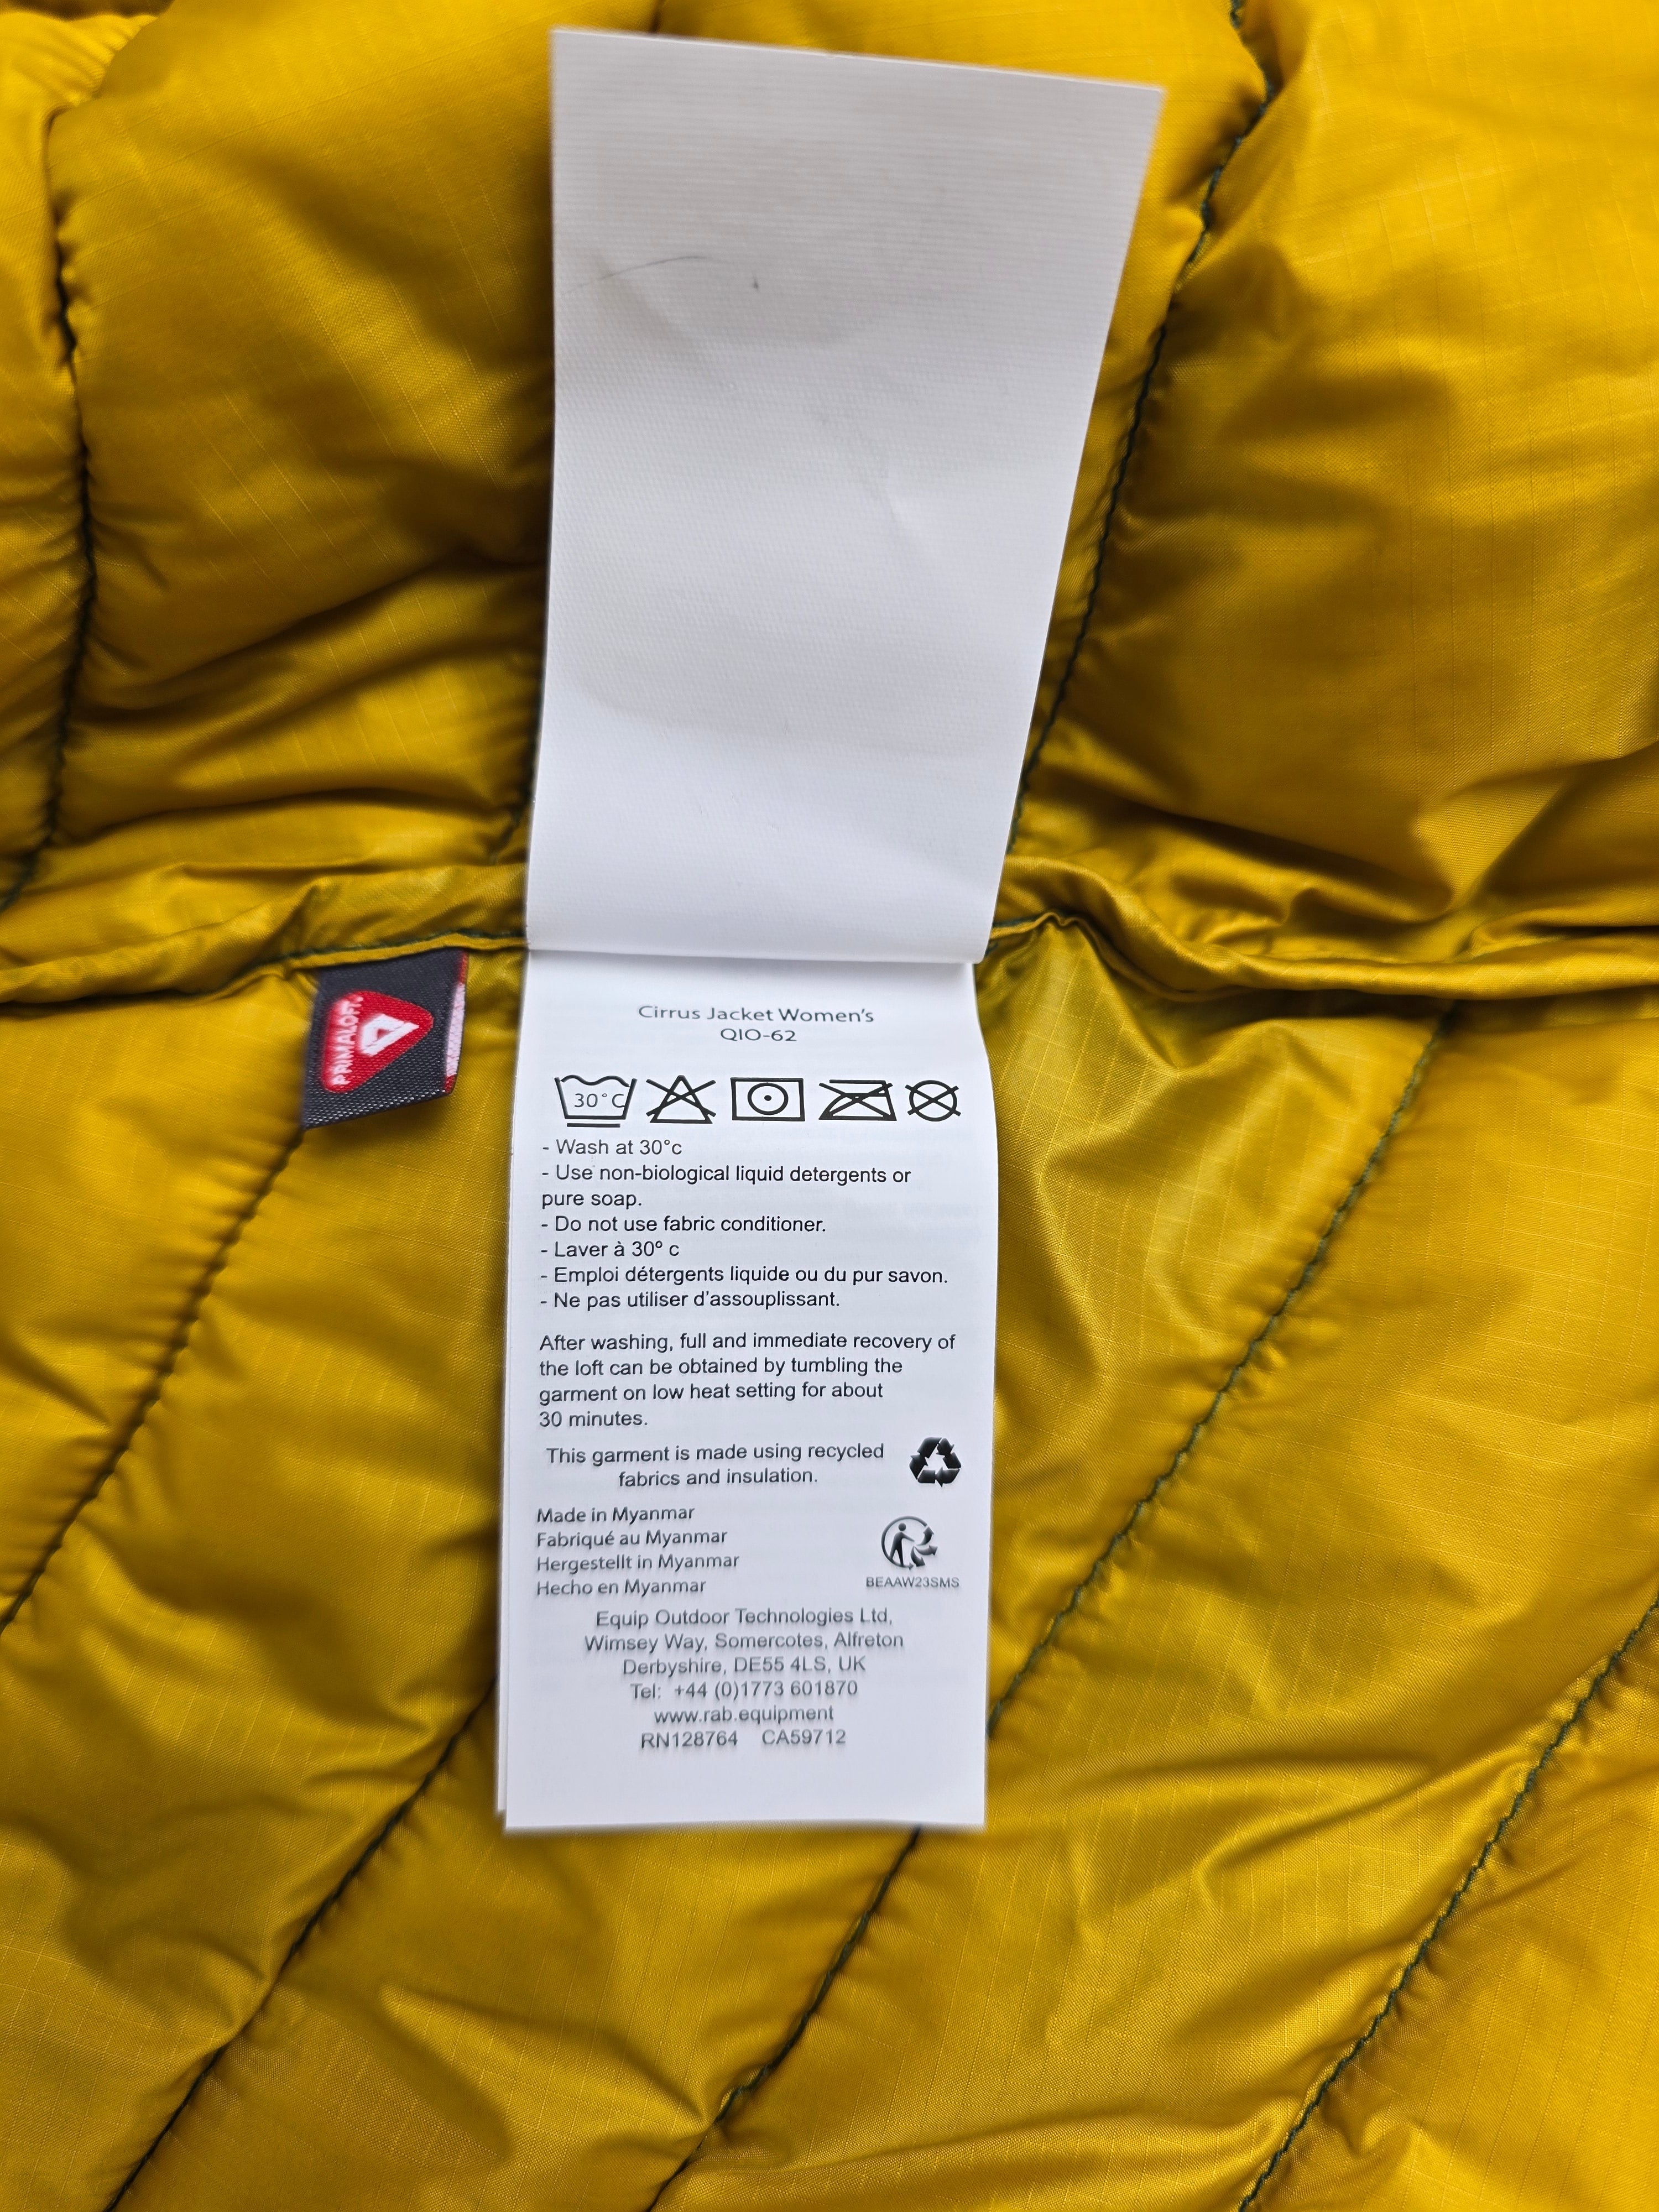 PRIMALOFT®
Cirrus Jacket Women's
QIO-62
30°C
- Wash at 30°c
- Use non-biological liquid detergents or
pure soap.
- Do not use fabric conditioner.
- Laver à 30º c
- Emploi détergents liquide ou du pur savon.
- Ne pas utiliser d'assouplissant.
After washing, full and immediate recovery of
the loft can be obtained by tumbling the
garment on low heat setting for about
30 minutes.
This garment is made using recycled
fabrics and insulation.
Made in Myanmar
Fabriqué au Myanmar
Hergestellt in Myanmar
Hecho en Myanmar
BEAAW23SMS
Equip Outdoor Technologies Ltd,
Wimsey Way, Somercotes, Alfreton
Derbyshire, DE55 4LS, UK
Tel: +44 (0)1773 601870
www.rab.equipment
RN128764 CA59712